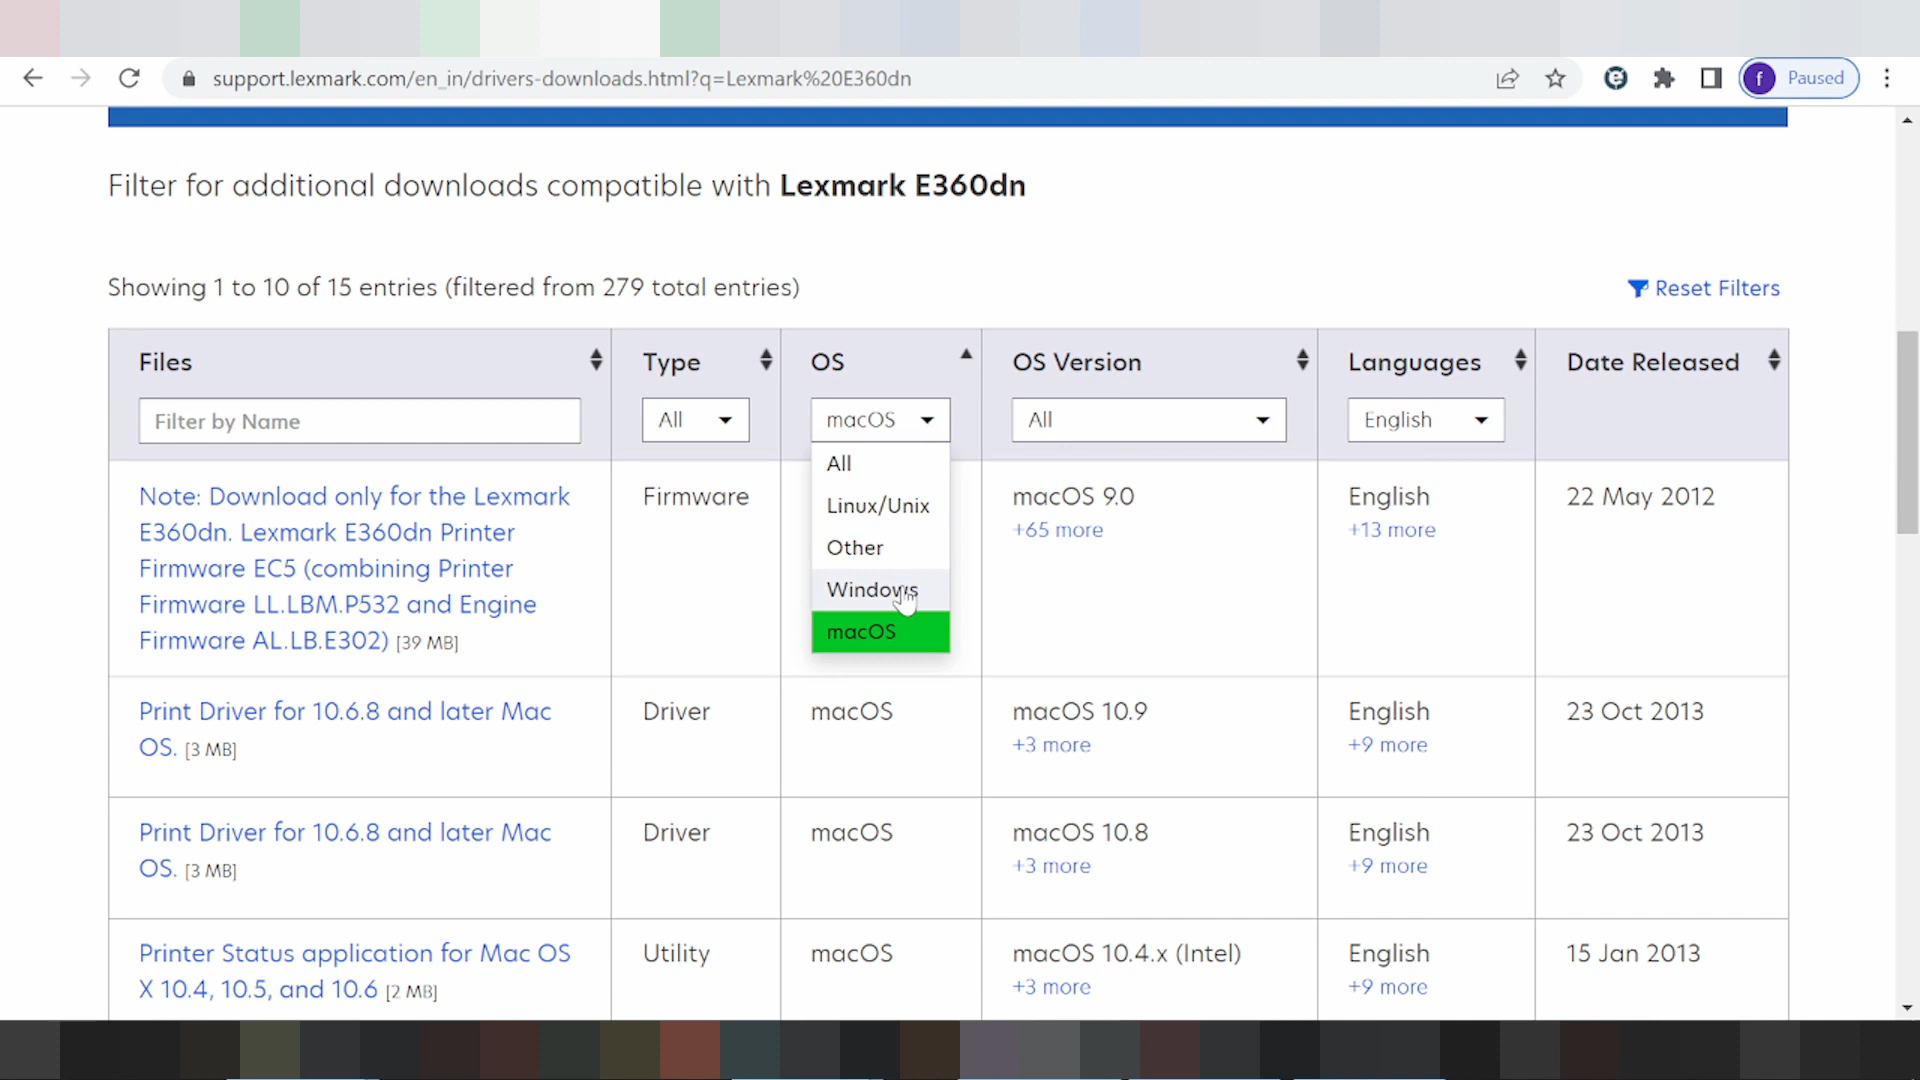 support.lexmark.com/en_in/drivers-downloads.html?q=Lexmark%20E360dn
f Paused
Filter for additional downloads compatible with Lexmark E360dn
Showing 1 to 10 of 15 entries (filtered from 279 total entries)
Reset Filters
Files Type OS OS Version Languages Date Released
Filter by Name All macOS All English
All
Linux/Unix
Other
Windows
macOS
Note: Download only for the Lexmark
E360dn. Lexmark E360dn Printer
Firmware EC5 (combining Printer
Firmware LL.LBM.P532 and Engine
Firmware AL.LB.E302) [39 MB]
Firmware
macOS 9.0
+65 more
English
+13 more
22 May 2012
Print Driver for 10.6.8 and later Mac
OS. [3 MB]
Driver
macOS
macOS 10.9
+3 more
English
+9 more
23 Oct 2013
Print Driver for 10.6.8 and later Mac
OS. [3 MB]
Driver
macOS
macOS 10.8
+3 more
English
+9 more
23 Oct 2013
Printer Status application for Mac OS
X 10.4, 10.5, and 10.6 [2 MB]
Utility
macOS
macOS 10.4.x (Intel)
+3 more
English
+9 more
15 Jan 2013